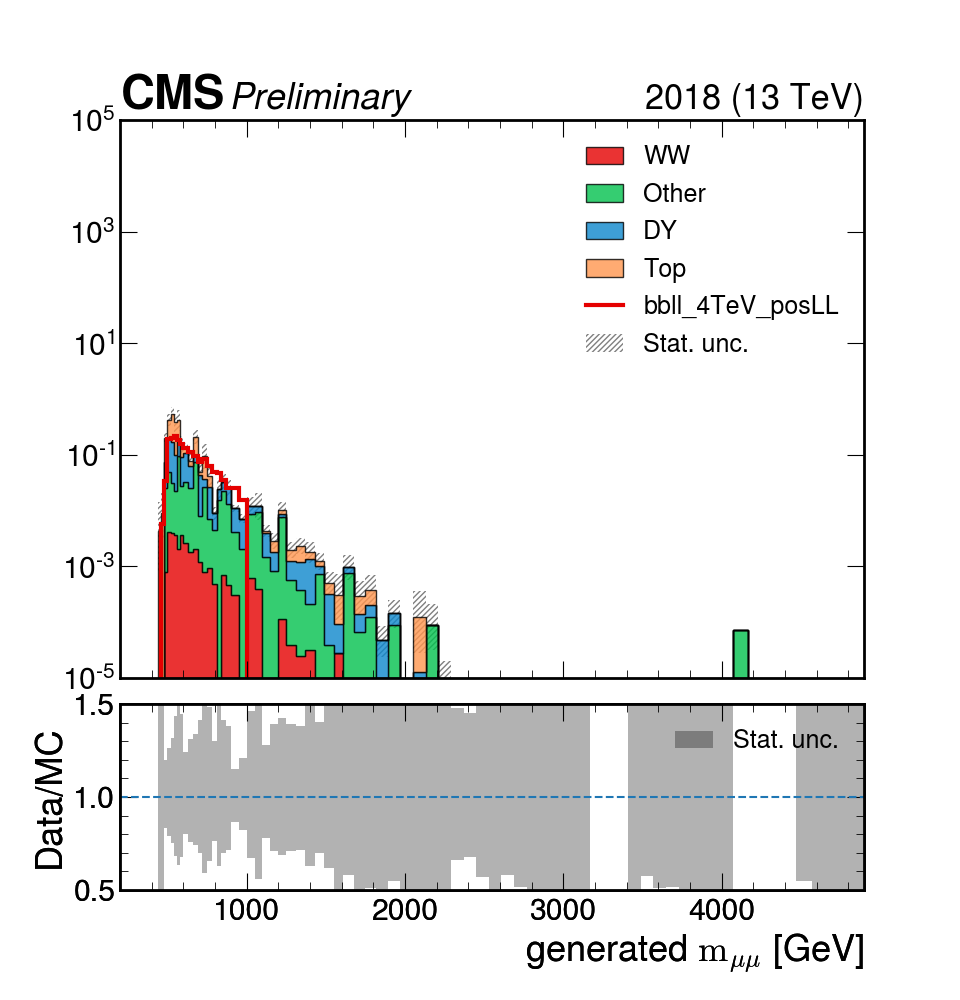 CMS Preliminary 2018 (13 TeV)
10^5
10^3
10^1
10^-1
10^-3
10^-5
WW
Other
DY
Top
bbll_4TeV_posLL
Stat. unc.
1.5
1.0
0.5
Data/MC
Stat. unc.
1000 2000 3000 4000
generated m_μμ [GeV]